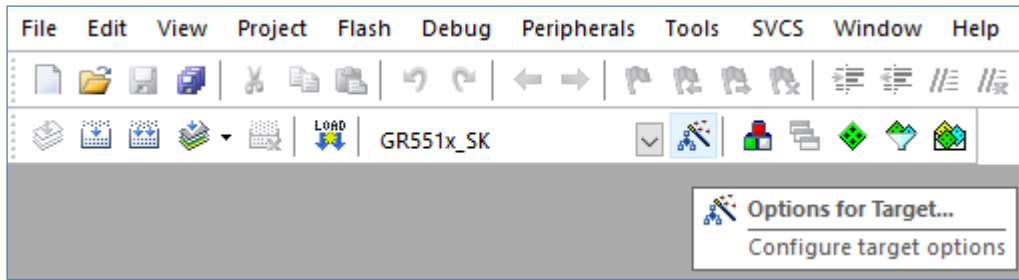 File Edit View Project Flash Debug Peripherals Tools SVCS Window Help
LOAD
GR551x_SK
Options for Target...
Configure target options